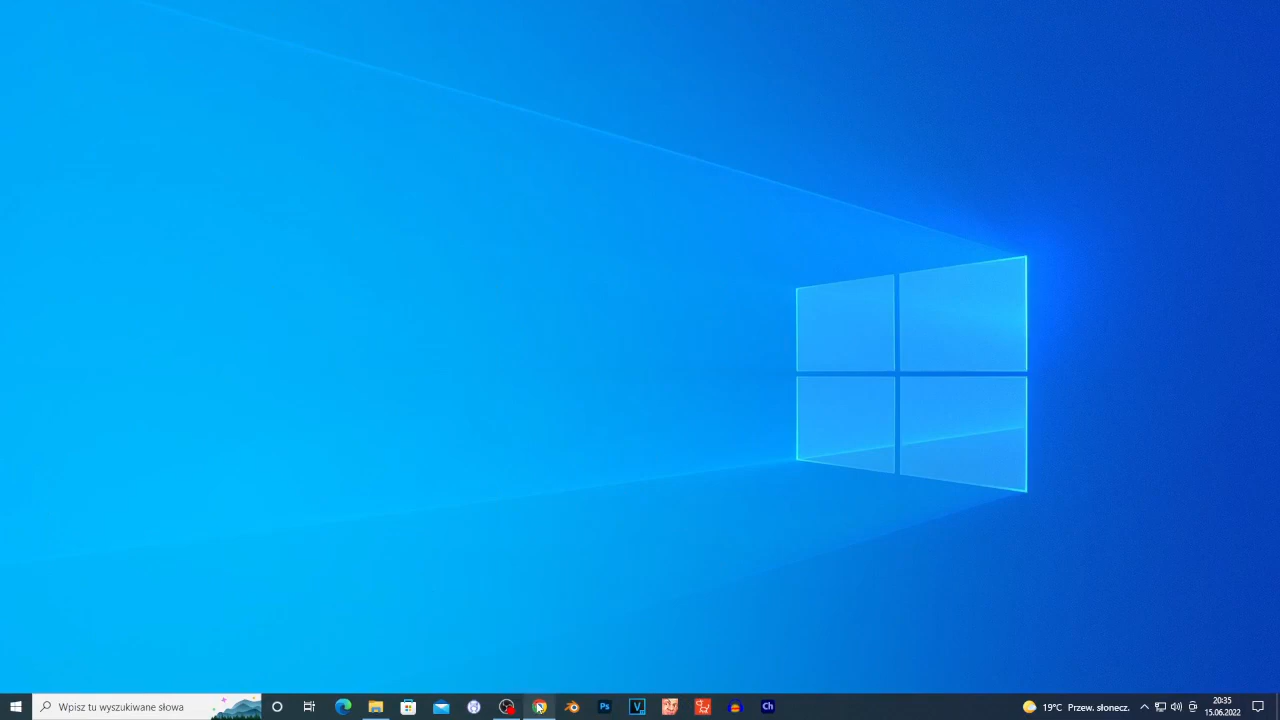 Wpisz tu wyszukiwane słowa
Ps
V
Ch
19°C Przew. słonecz.
20:35
15.06.2022